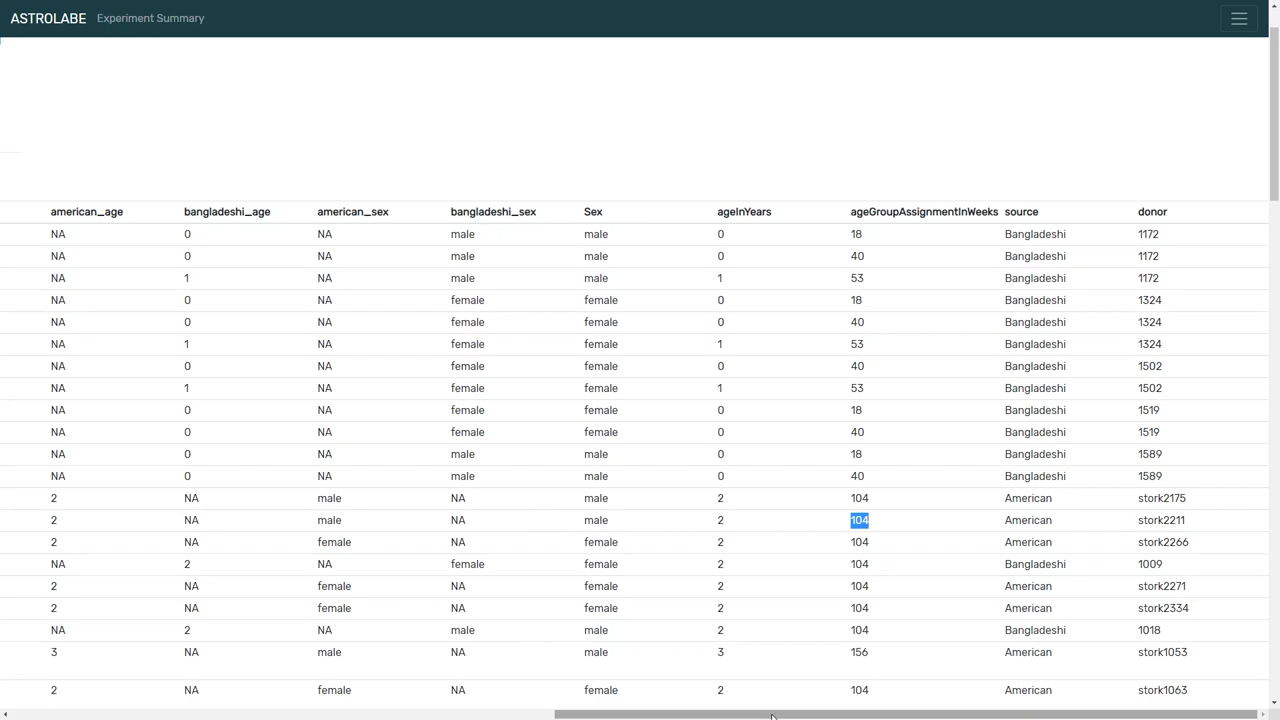 ASTROLABE Experiment Summary
american_age bangladeshi_age american_sex bangladeshi_sex Sex ageInYears ageGroupAssignmentInWeeks source donor
NA 0 NA male male 0 18 Bangladeshi 1172
NA 0 NA male male 0 40 Bangladeshi 1172
NA 1 NA male male 1 53 Bangladeshi 1172
NA 0 NA female female 0 18 Bangladeshi 1324
NA 0 NA female female 0 40 Bangladeshi 1324
NA 1 NA female female 1 53 Bangladeshi 1324
NA 0 NA female female 0 40 Bangladeshi 1502
NA 1 NA female female 1 53 Bangladeshi 1502
NA 0 NA female female 0 18 Bangladeshi 1519
NA 0 NA female female 0 40 Bangladeshi 1519
NA 0 NA male male 0 18 Bangladeshi 1589
NA 0 NA male male 0 40 Bangladeshi 1589
2 NA male NA male 2 104 American stork2175
2 NA male NA male 2 104 American stork2211
2 NA female NA female 2 104 American stork2266
NA 2 NA female female 2 104 Bangladeshi 1009
2 NA female NA female 2 104 American stork2271
2 NA female NA female 2 104 American stork2334
NA 2 NA male male 2 104 Bangladeshi 1018
3 NA male NA male 3 156 American stork1053
2 NA female NA female 2 104 American stork1063